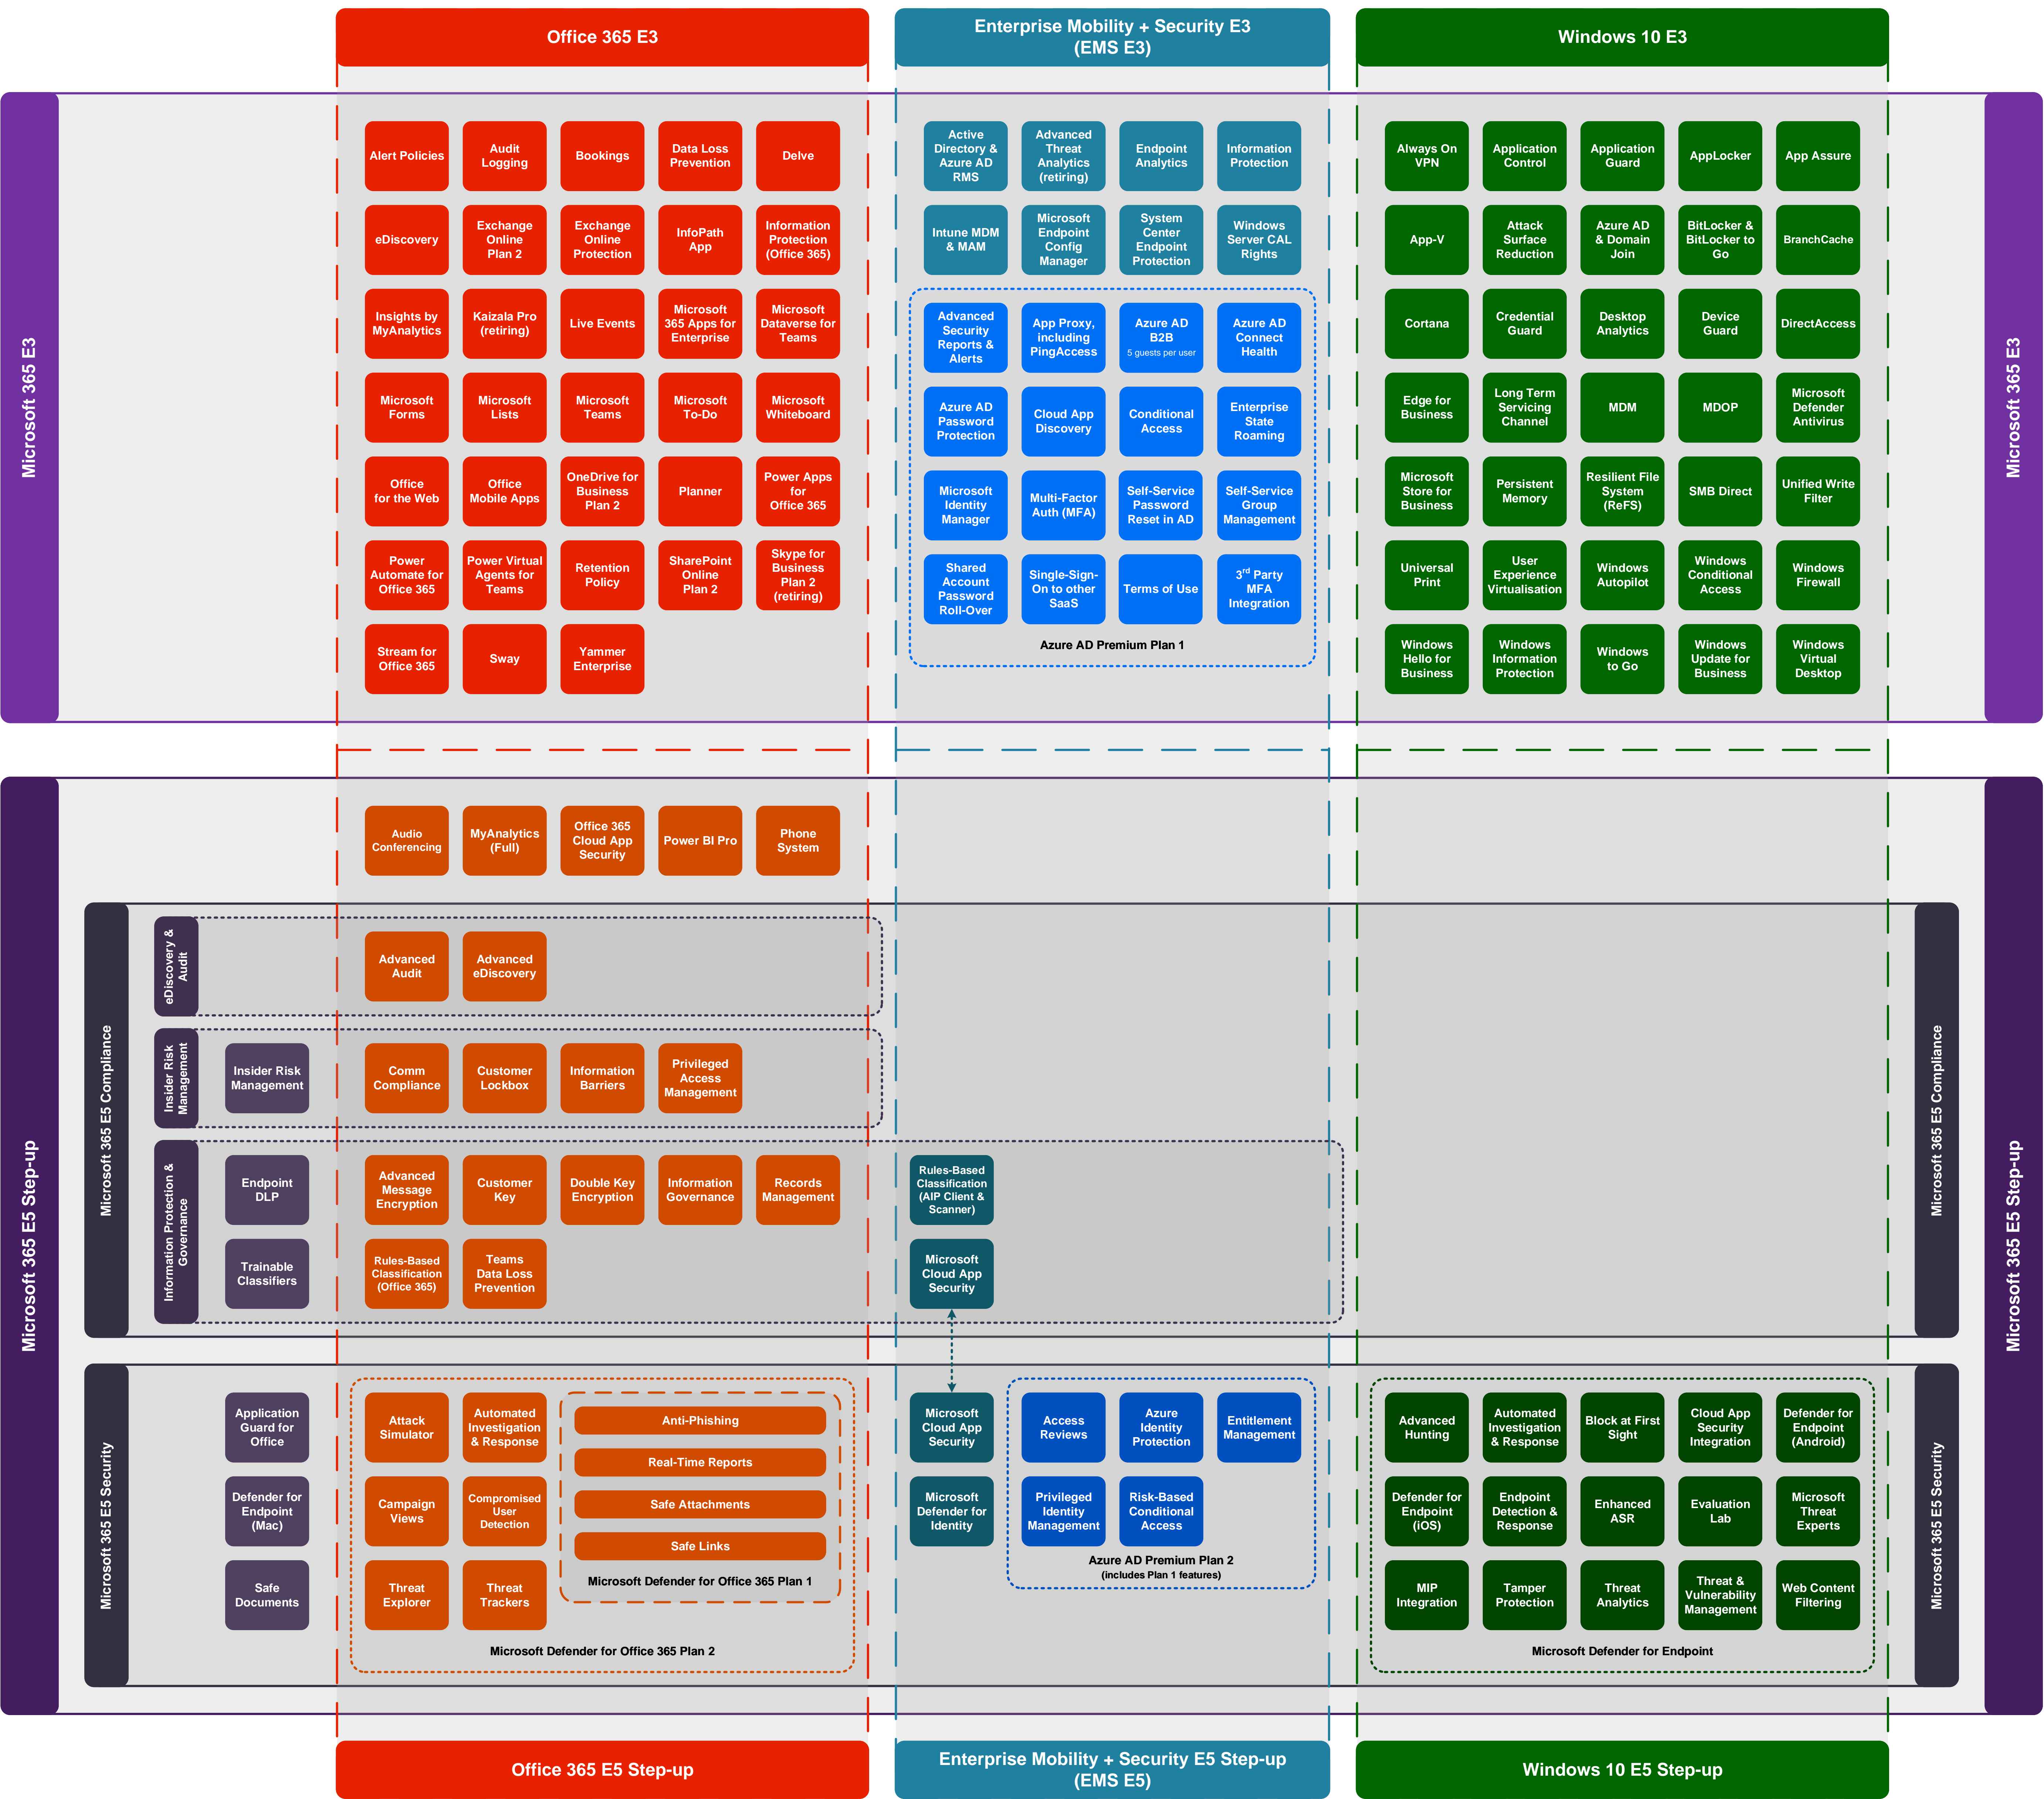 Office 365 E3
Enterprise Mobility + Security E3
(EMS E3)
Windows 10 E3
Microsoft 365 E3
Alert Policies
Audit
Logging
Bookings
Data Loss
Prevention
Delve
eDiscovery
Exchange
Online
Plan 2
Exchange
Online
Protection
InfoPath
App
Information
Protection
(Office 365)
Insights by
MyAnalytics
Kaizala Pro
(retiring)
Live Events
Microsoft
365 Apps for
Enterprise
Microsoft
Dataverse for
Teams
Microsoft
Forms
Microsoft
Lists
Microsoft
Teams
Microsoft
To-Do
Microsoft
Whiteboard
Office
for the Web
Office
Mobile Apps
OneDrive for
Business
Plan 2
Planner
Power Apps
for
Office 365
Power
Automate for
Office 365
Power Virtual
Agents for
Teams
Retention
Policy
SharePoint
Online
Plan 2
Skype for
Business
Plan 2
(retiring)
Stream for
Office 365
Sway
Yammer
Enterprise
Active
Directory &
Azure AD
RMS
Advanced
Threat
Analytics
(retiring)
Endpoint
Analytics
Information
Protection
Intune MDM
& MAM
Microsoft
Endpoint
Config
Manager
System
Center
Endpoint
Protection
Windows
Server CAL
Rights
Advanced
Security
Reports &
Alerts
App Proxy,
including
PingAccess
Azure AD
B2B
5 guests per user
Azure AD
Connect
Health
Azure AD
Password
Protection
Cloud App
Discovery
Conditional
Access
Enterprise
State
Roaming
Microsoft
Identity
Manager
Multi-Factor
Auth (MFA)
Self-Service
Password
Reset in AD
Self-Service
Group
Management
Shared
Account
Password
Roll-Over
Single-Sign-
On to other
SaaS
Terms of Use
3rd Party
MFA
Integration
Azure AD Premium Plan 1
Always On
VPN
Application
Control
Application
Guard
AppLocker
App Assure
App-V
Attack
Surface
Reduction
Azure AD
& Domain
Join
BitLocker &
BitLocker to
Go
BranchCache
Cortana
Credential
Guard
Desktop
Analytics
Device
Guard
DirectAccess
Edge for
Business
Long Term
Servicing
Channel
MDM
MDOP
Microsoft
Defender
Antivirus
Microsoft
Store for
Business
Persistent
Memory
Resilient File
System
(ReFS)
SMB Direct
Unified Write
Filter
Universal
Print
User
Experience
Virtualisation
Windows
Autopilot
Windows
Conditional
Access
Windows
Firewall
Windows
Hello for
Business
Windows
Information
Protection
Windows
to Go
Windows
Update for
Business
Windows
Virtual
Desktop
Microsoft 365 E3
Microsoft 365 E5 Step-up
Audio
Conferencing
MyAnalytics
(Full)
Office 365
Cloud App
Security
Power BI Pro
Phone
System
Microsoft 365 E5 Compliance
eDiscovery &
Audit
Advanced
Audit
Advanced
eDiscovery
Insider Risk
Management
Insider Risk
Management
Comm
Compliance
Customer
Lockbox
Information
Barriers
Privileged
Access
Management
Information Protection &
Governance
Endpoint
DLP
Advanced
Message
Encryption
Customer
Key
Double Key
Encryption
Information
Governance
Records
Management
Rules-Based
Classification
(AIP Client &
Scanner)
Trainable
Classifiers
Rules-Based
Classification
(Office 365)
Teams
Data Loss
Prevention
Microsoft
Cloud App
Security
Microsoft 365 E5 Compliance
Microsoft 365 E5 Step-up
Microsoft 365 E5 Security
Application
Guard for
Office
Defender for
Endpoint
(Mac)
Safe
Documents
Attack
Simulator
Automated
Investigation
& Response
Campaign
Views
Compromised
User
Detection
Threat
Explorer
Threat
Trackers
Anti-Phishing
Real-Time Reports
Safe Attachments
Safe Links
Microsoft Defender for Office 365 Plan 1
Microsoft Defender for Office 365 Plan 2
Microsoft
Cloud App
Security
Microsoft
Defender for
Identity
Access
Reviews
Azure
Identity
Protection
Entitlement
Management
Privileged
Identity
Management
Risk-Based
Conditional
Access
Azure AD Premium Plan 2
(includes Plan 1 features)
Advanced
Hunting
Automated
Investigation
& Response
Block at First
Sight
Cloud App
Security
Integration
Defender for
Endpoint
(Android)
Defender for
Endpoint
(iOS)
Endpoint
Detection &
Response
Enhanced
ASR
Evaluation
Lab
Microsoft
Threat
Experts
MIP
Integration
Tamper
Protection
Threat
Analytics
Threat &
Vulnerability
Management
Web Content
Filtering
Microsoft Defender for Endpoint
Microsoft 365 E5 Security
Office 365 E5 Step-up
Enterprise Mobility + Security E5 Step-up
(EMS E5)
Windows 10 E5 Step-up